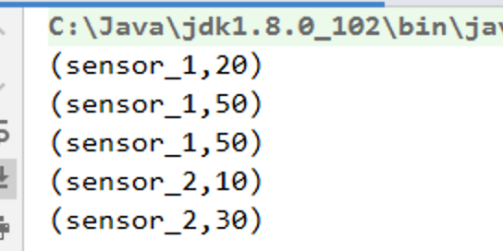 C:\Java\jdk1.8.0_102\bin\jav
(sensor_1,20)
(sensor_1,50)
(sensor_1,50)
(sensor_2,10)
(sensor_2,30)